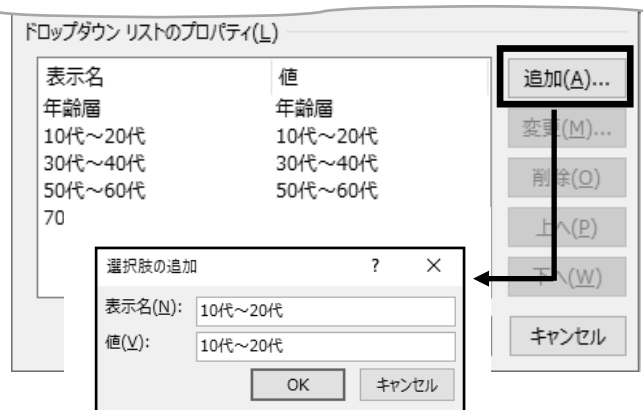 ドロップダウン リストのプロパティ(L)
表示名 値
年齢層 年齢層
10代～20代 10代～20代
30代～40代 30代～40代
50代～60代 50代～60代
70
追加(A)...
変更(M)...
削除(O)
上へ(P)
下へ(W)
キャンセル
選択肢の追加 ? ×
表示名(N): 10代～20代
値(V): 10代～20代
OK キャンセル